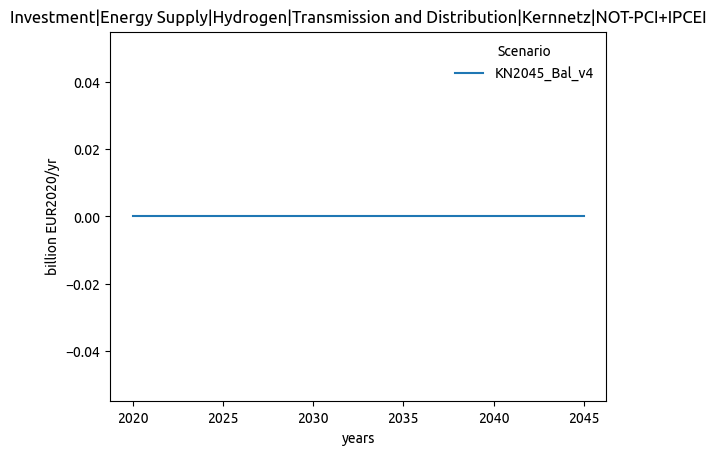 Investment|Energy Supply|Hydrogen|Transmission and Distribution|Kernnetz|NOT-PCI+IPCEI
Scenario
KN2045_Bal_v4
billion EUR2020/yr
0.04
0.02
0.00
−0.02
−0.04
2020 2025 2030 2035 2040 2045
years